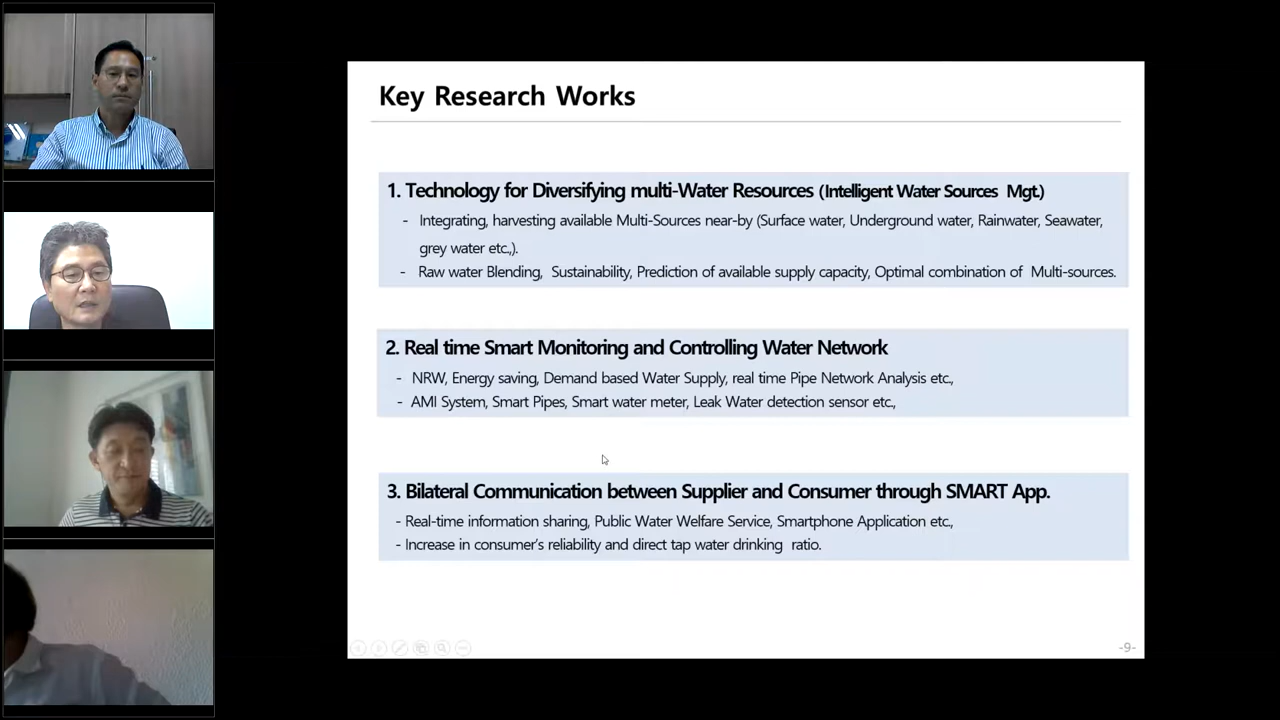 Key Research Works
1. Technology for Diversifying multi-Water Resources (Intelligent Water Sources Mgt.)
- Integrating, harvesting available Multi-Sources near-by (Surface water, Underground water, Rainwater, Seawater,
grey water etc,).
- Raw water Blending, Sustainability, Prediction of available supply capacity, Optimal combination of Multi-sources.
2. Real time Smart Monitoring and Controlling Water Network
- NRW, Energy saving, Demand based Water Supply, real time Pipe Network Analysis etc,
- AMI System, Smart Pipes, Smart water meter, Leak Water detection sensor etc,
3. Bilateral Communication between Supplier and Consumer through SMART App.
- Real-time information sharing, Public Water Welfare Service, Smartphone Application etc,
- Increase in consumer's reliability and direct tap water drinking ratio.
-9-